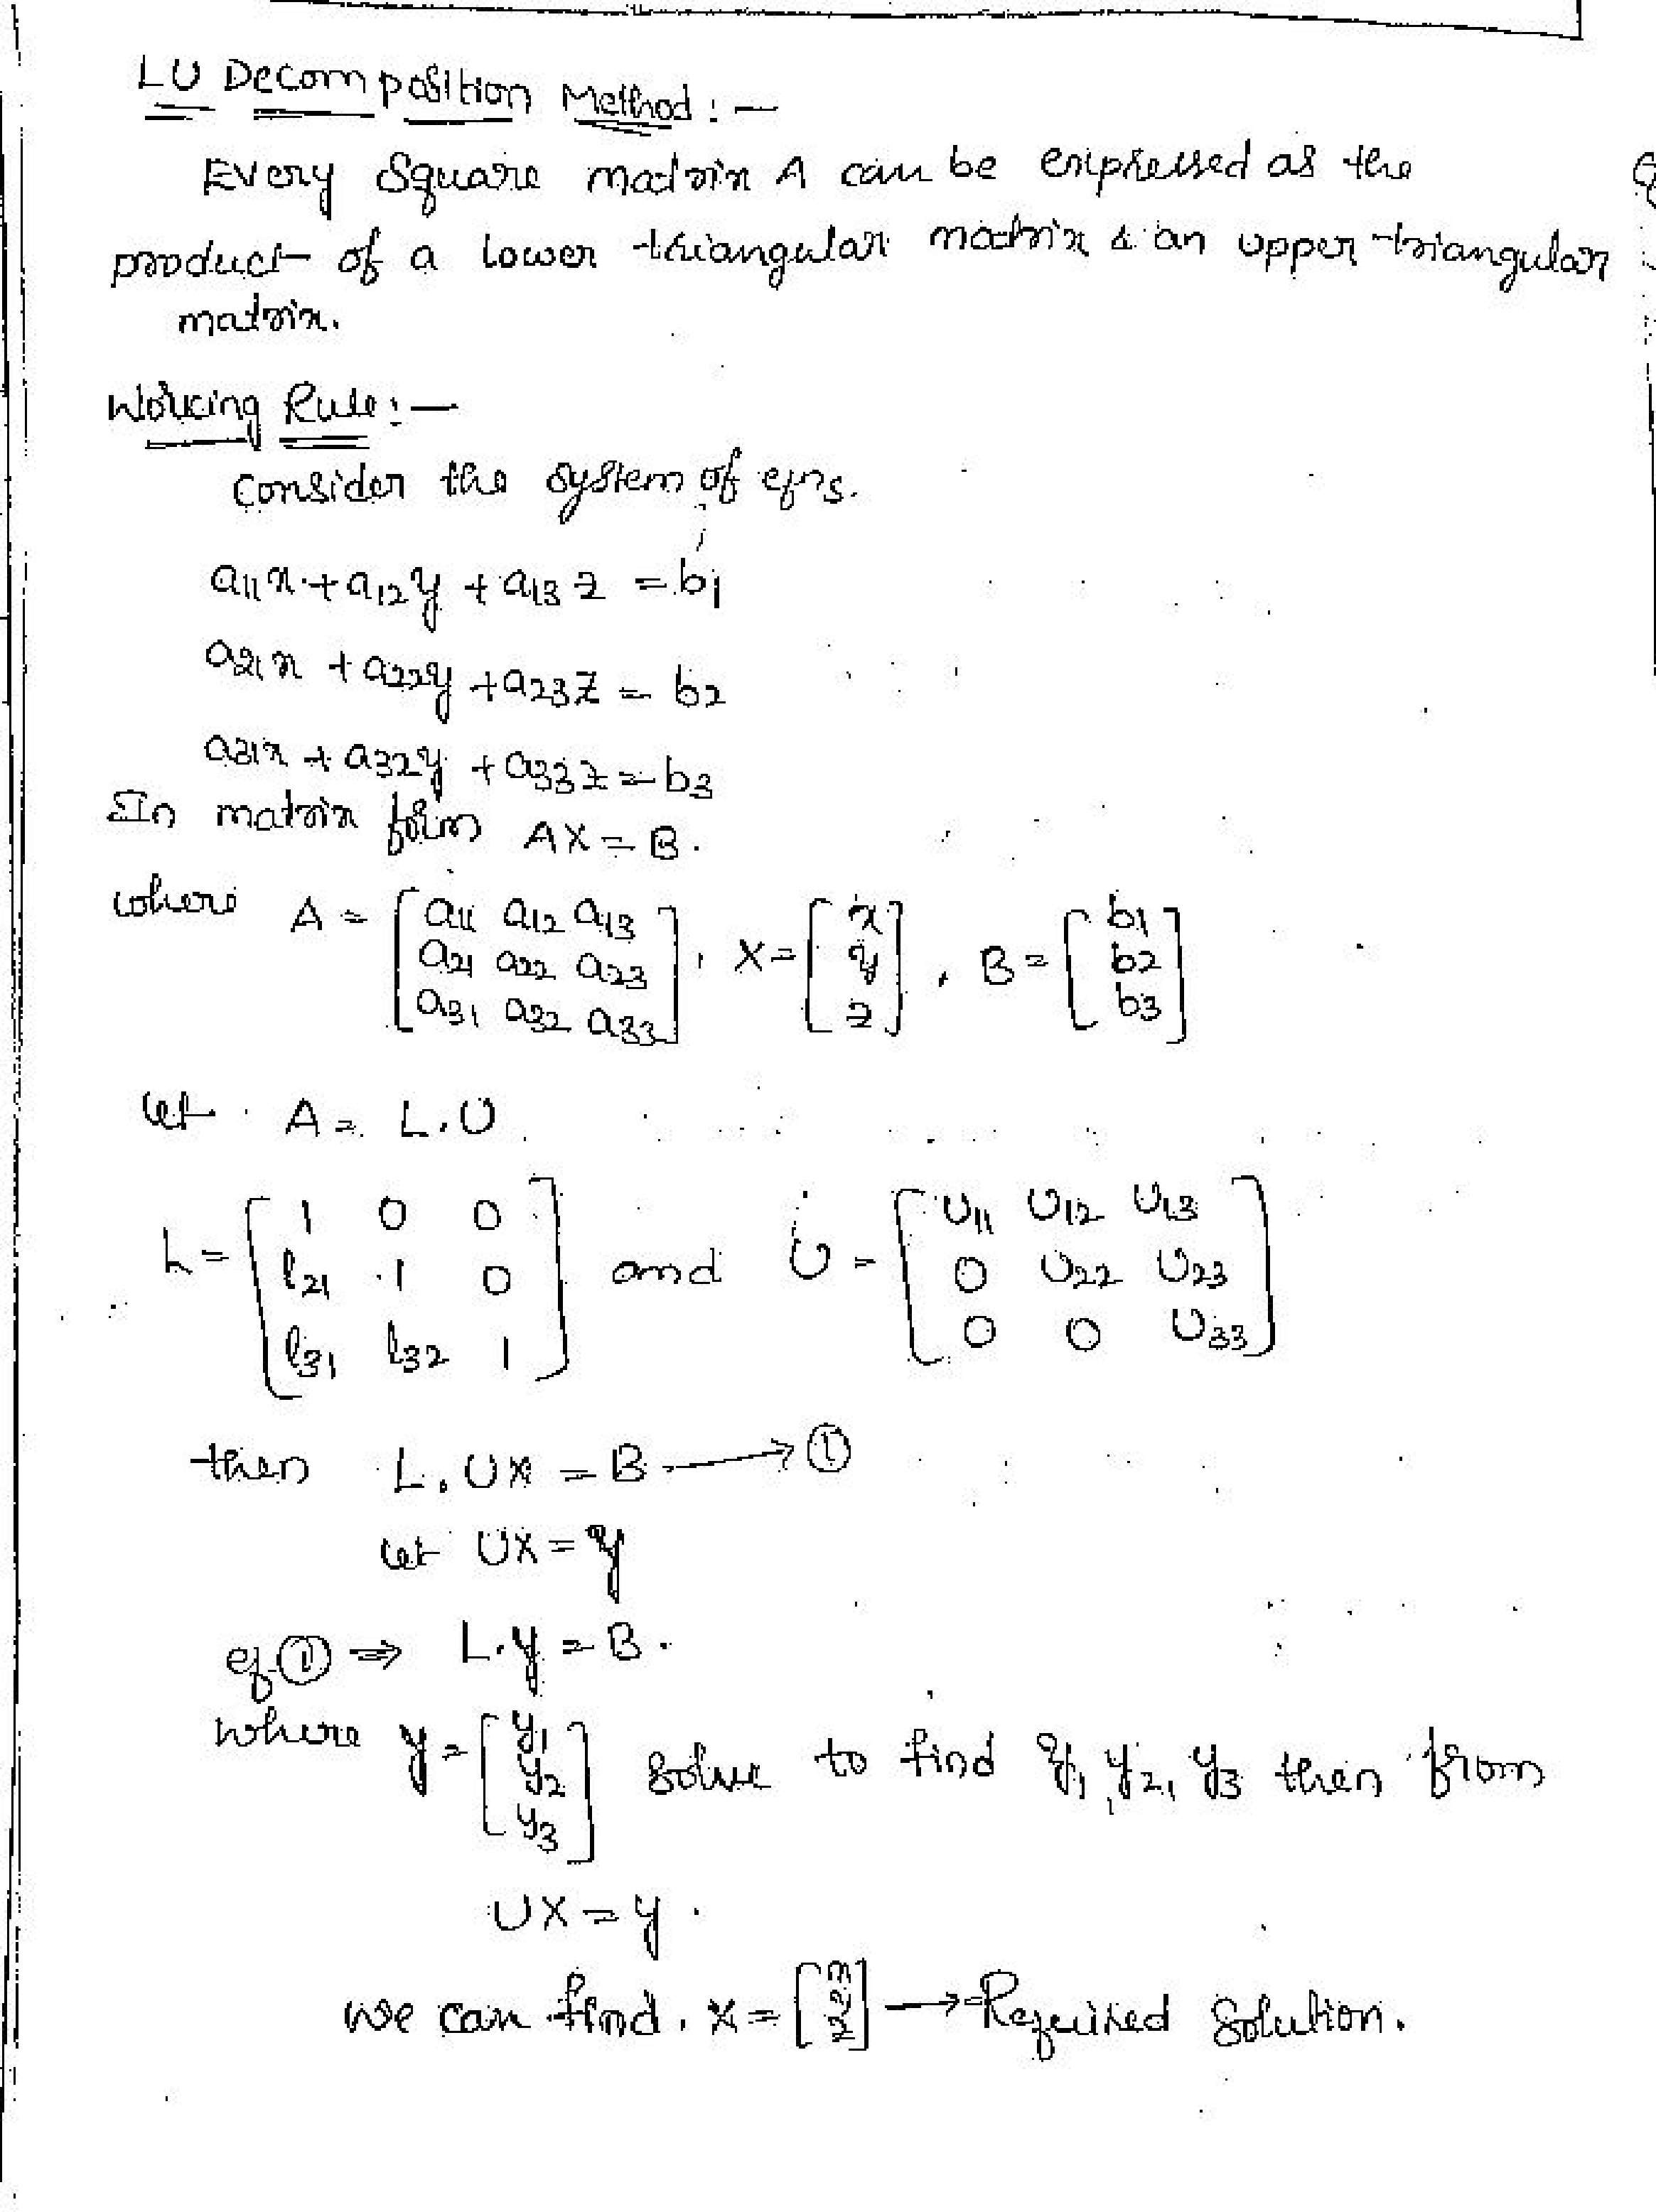 LU Decomposition Method : —
Every Square matrix A can be expressed as the
product of a lower triangular matrix & an upper triangular
matrix.
Working Rule : —
Consider the system of eqns.
a11x + a12y + a13z = b1
a21x + a22y + a23z = b2
a31x + a32y + a33z = b3
In matrix form AX = B.
where A = [a11 a12 a13
a21 a22 a23
a31 a32 a33], X = [x
y
z], B = [b1
b2
b3]
let A = L.U
L = [1 0 0
l21 1 0
l31 l32 1] and U = [U11 U12 U13
0 U22 U23
0 0 U33]
then L.UX = B → ①
let UX = y
eq ① ⇒ L.y = B.
where y = [y1
y2
y3] solve to find y1, y2, y3 then from
UX = y.
we can find. X = [x
y
z] → Required Solution.